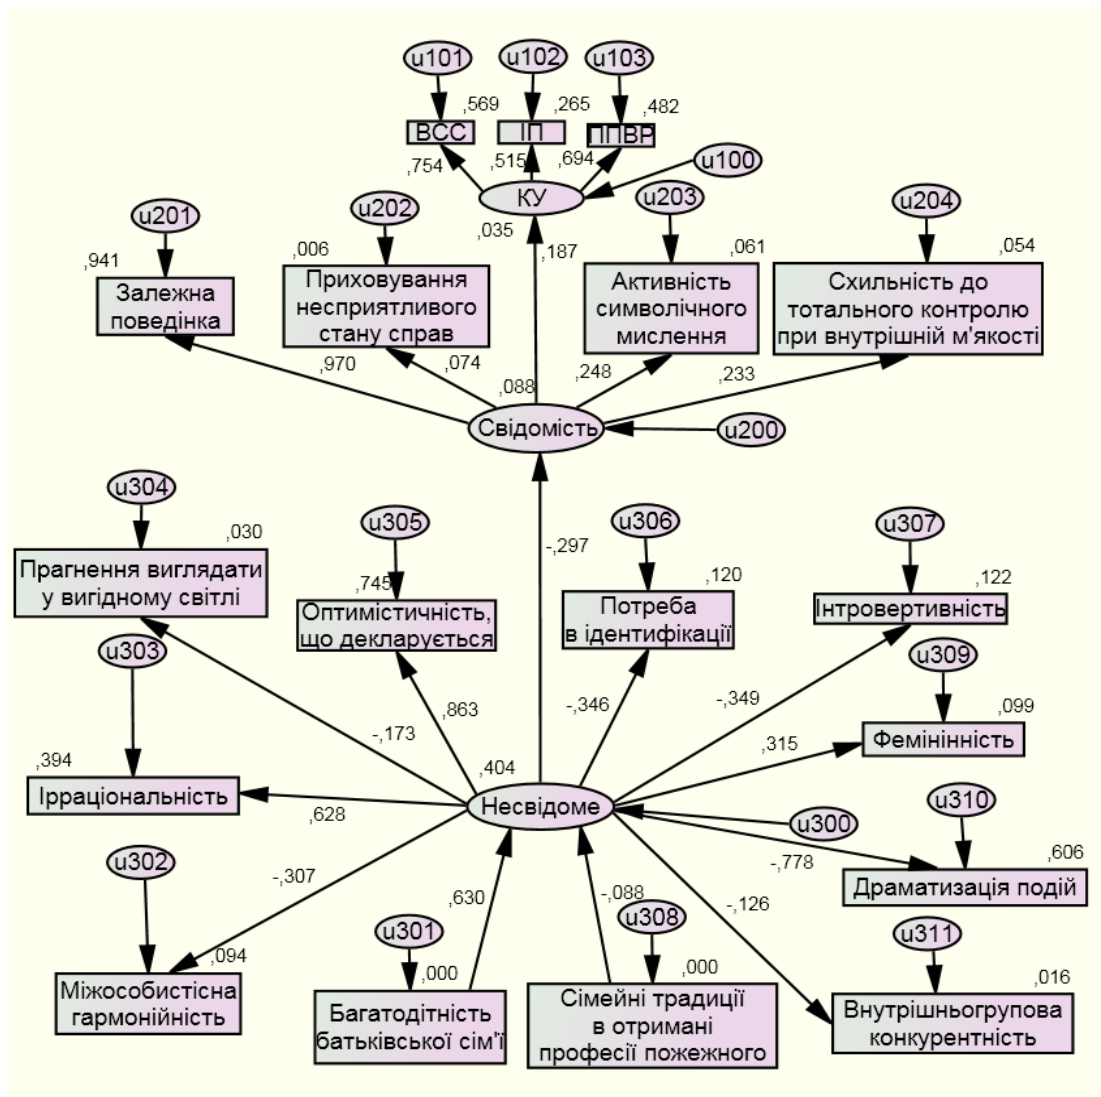 u101
u102
u103
,569
,265
,482
ВСС
ІП
ППВР
,754
,515
,694
u100
КУ
,035
,187
u201
u202
u203
u204
,941
,006
,061
,054
Залежна
поведінка
Приховування
несприятливого
стану справ
Активність
символічного
мислення
Схильність до
тотального контролю
при внутрішній м'якості
,970
,074
,248
,233
,088
Свідомість
u200
u304
u305
u306
u307
,030
-,297
,745
,120
,122
Прагнення виглядати
у вигідному світлі
Оптимістичність,
що декларується
Потреба
в ідентифікації
Інтровертивність
u303
u309
-,173
,863
-,346
-,349
,099
,315
Фемінінність
,394
,404
Ірраціональність
,628
Несвідоме
u300
u310
u302
-,307
-,778
,606
Драматизація подій
,630
-,088
-,126
u301
u308
u311
,094
,000
,000
,016
Міжособистісна
гармонійність
Багатодітність
батьківської сім'ї
Сімейні традиції
в отримані
професії пожежного
Внутрішньогрупова
конкурентність